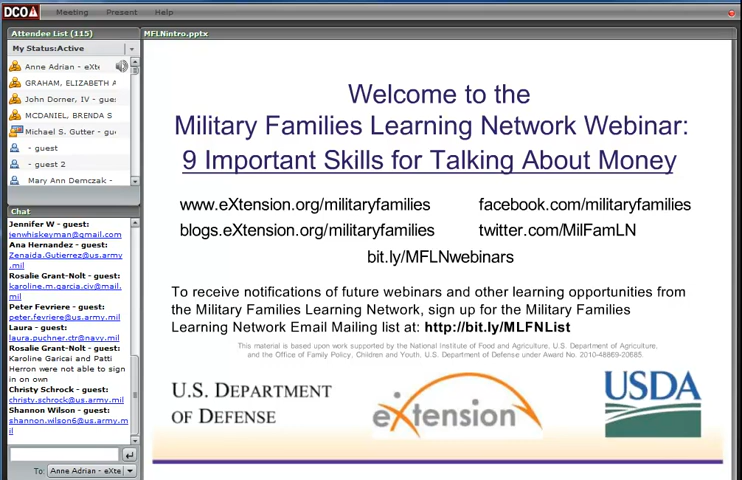 DCO Meeting Present Help
Attendee List (115)
My Status:Active
Anne Adrian - eXte
GRAHAM, ELIZABETH A
John Dorner, IV - gue
MCDANIEL, BRENDA S
Michael S. Gutter - gu
- guest
- guest 2
Mary Ann Demczak -
Chat
Jennifer W - guest:
jenwhiskeyman@gmail.com
Ana Hernandez - guest:
Zenaida.Gutierrez@us.army
.mil
Rosalie Grant-Nolt - guest:
karoline.m.garcia.civ@mail.
mil
Peter Fevriere - guest:
peter.fevriere@us.army.mil
Laura - guest:
laura.puchner.ctr@navy.mil
Rosalie Grant-Nolt - guest:
Karoline Garicai and Patti
Herron were not able to sign
in on own
Christy Schrock - guest:
christy.schrock@us.army.mil
Shannon Wilson - guest:
shannon.wilson6@us.army.m
il
To: Anne Adrian - eXte
MFLNintro.pptx
Welcome to the
Military Families Learning Network Webinar:
9 Important Skills for Talking About Money
www.eXtension.org/militaryfamilies facebook.com/militaryfamilies
blogs.eXtension.org/militaryfamilies twitter.com/MilFamLN
bit.ly/MFLNwebinars
To receive notifications of future webinars and other learning opportunities from
the Military Families Learning Network, sign up for the Military Families
Learning Network Email Mailing list at: http://bit.ly/MLFNList
This material is based upon work supported by the National Institute of Food and Agriculture, U.S. Department of Agriculture,
and the Office of Family Policy, Children and Youth, U.S. Department of Defense under Award No. 2010-48869-20685.
U.S. DEPARTMENT
OF DEFENSE
eXtension
USDA